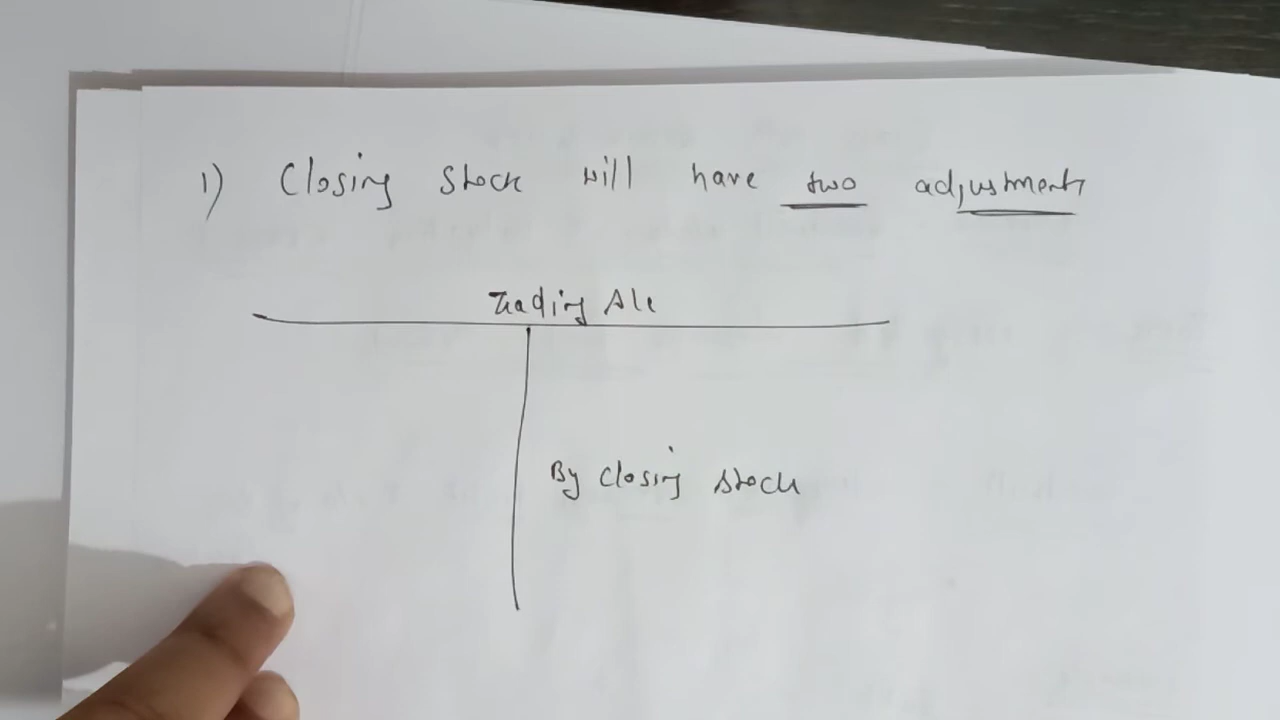 1) Closing Stock will have two adjustments
Trading A/c
By Closing Stock